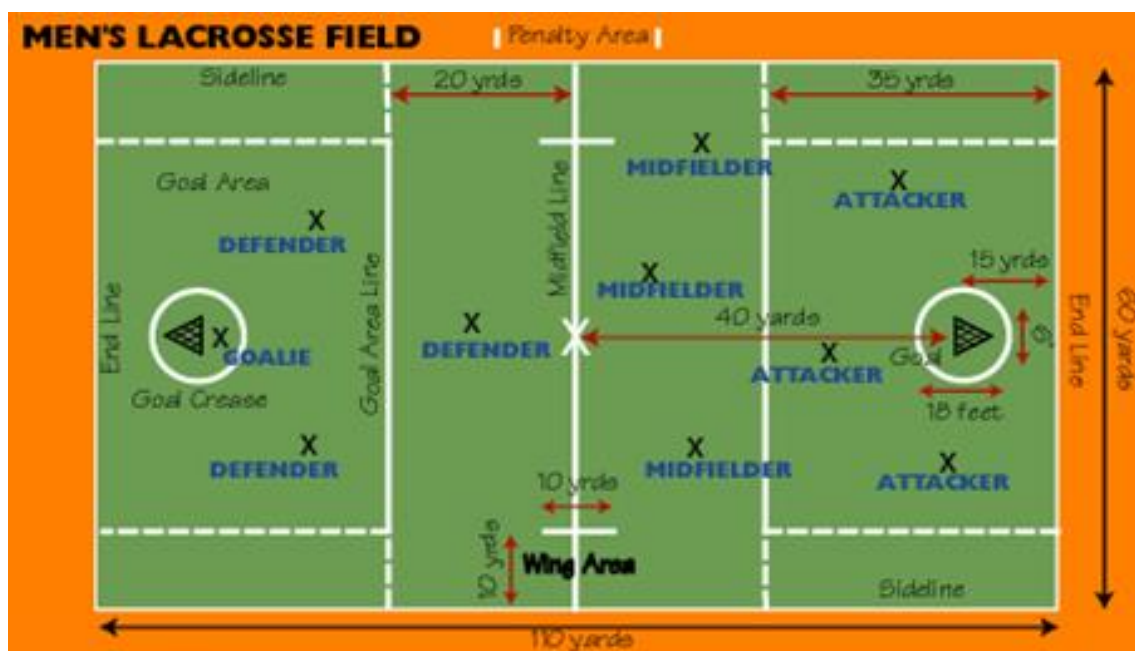 MEN'S LACROSSE FIELD
Penalty Area
Sideline
20 yrds
35 yrds
X
MIDFIELDER
Goal Area
X
ATTACKER
X
DEFENDER
Midfield Line
15 yrds
X
MIDFIELDER
End Line
Goal Area Line
X
DEFENDER
X
40 yards
X
GOALIE
Goal
X
ATTACKER
End Line
60 yards
Goal Crease
18 feet
X
DEFENDER
X
MIDFIELDER
X
ATTACKER
10 yrds
10 yrds
Wing Area
Sideline
110 yards